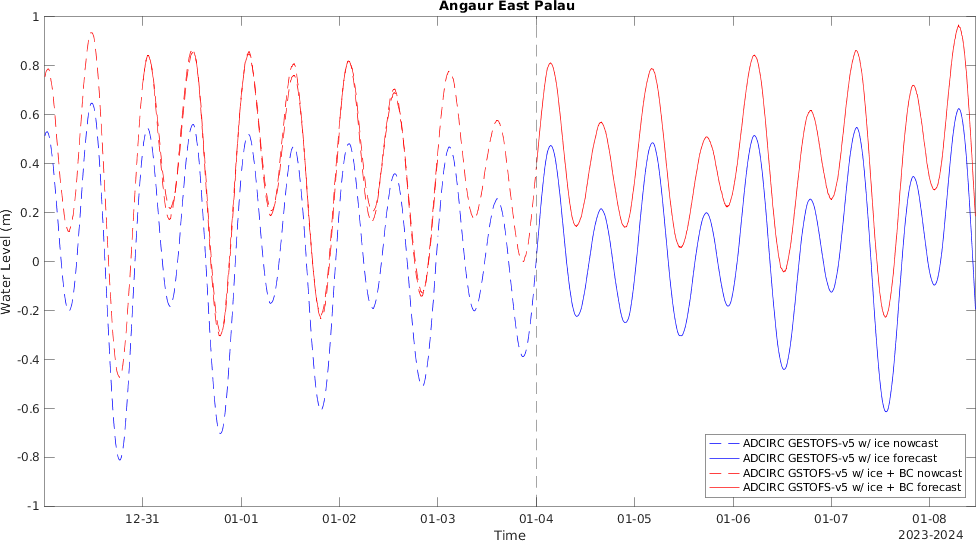 Angaur East Palau
1
0.8
0.6
0.4
0.2
0
-0.2
-0.4
-0.6
-0.8
-1
Water Level (m)
ADCIRC GESTOFS-v5 w/ ice nowcast
ADCIRC GESTOFS-v5 w/ ice forecast
ADCIRC GSTOFS-v5 w/ ice + BC nowcast
ADCIRC GSTOFS-v5 w/ ice + BC forecast
12-31 01-01 01-02 01-03 01-04 01-05 01-06 01-07 01-08
Time 2023-2024